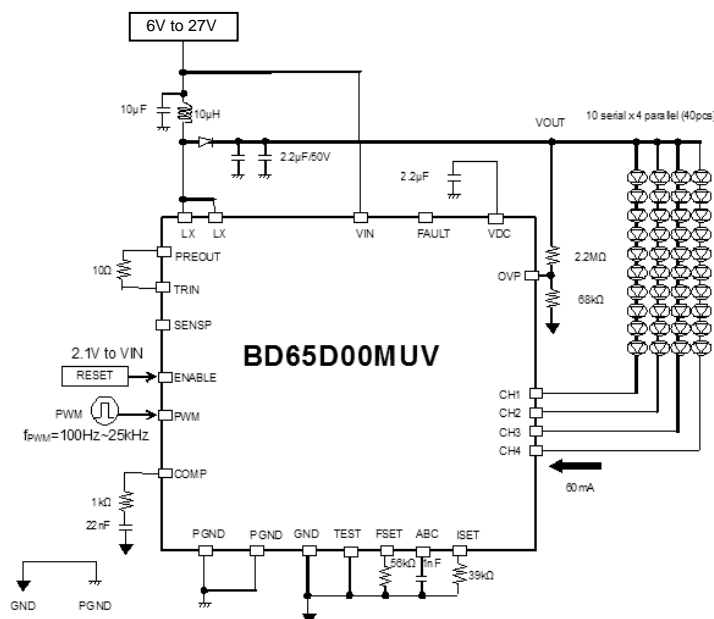 6V to 27V
10µF
10µH
VOUT
10 serial x 4 parallel (40pcs)
2.2µF/50V
2.2µF
LX
LX
VIN
FAULT
VDC
PREOUT
10Ω
TRIN
2.2MΩ
OVP
68kΩ
SENSP
2.1V to VIN
RESET
ENABLE
BD65D00MUV
PWM
PWM
fPWM=100Hz~25kHz
CH1
CH2
CH3
CH4
60mA
COMP
1kΩ
22nF
PGND
PGND
GND
TEST
FSET
ABC
ISET
56kΩ
1nF
39kΩ
GND
PGND